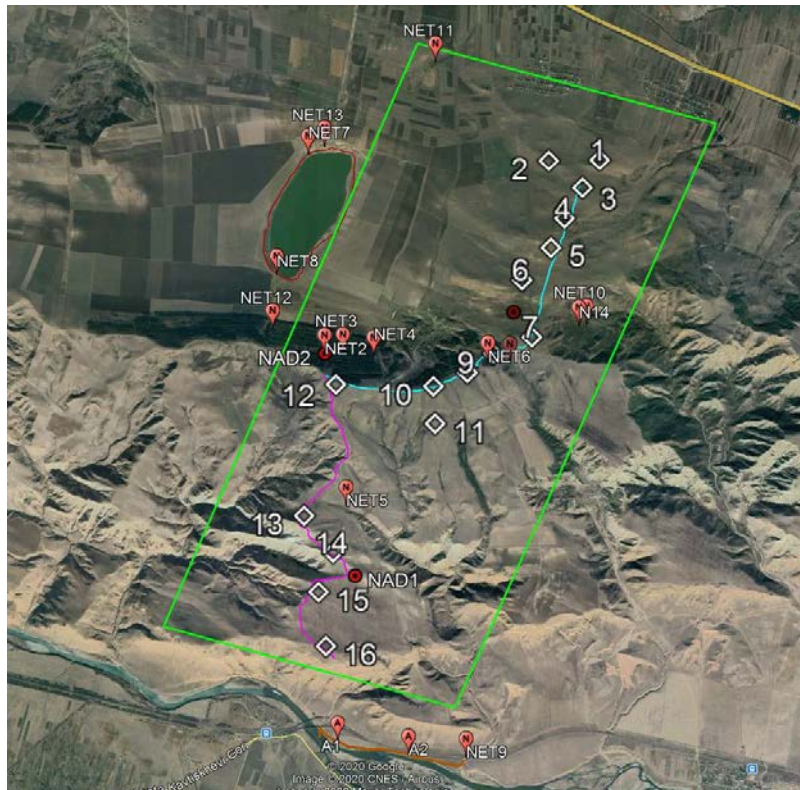 NET11
NET13
NET7
1
2
3
4
5
NET8
6
NET12
NET10
N14
NET3
NET4
7
NET2
NET6
NAD2
9
12
10
11
NET5
13
14
NAD1
15
16
A1
A2
NET9
© 2020 Google
Image © 2020 CNES / Airbus